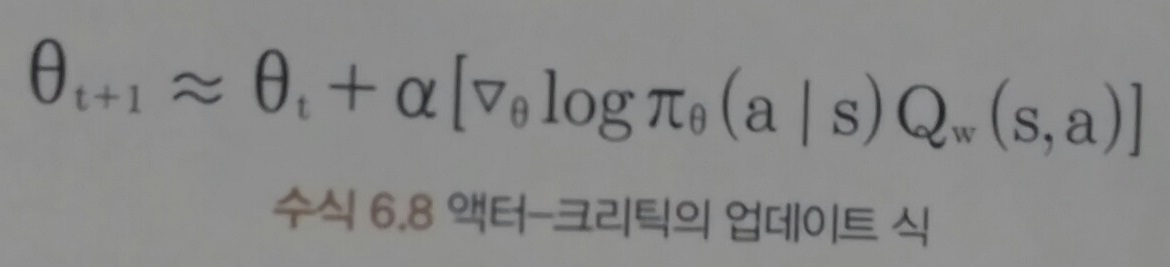 θ_{t+1} ≈ θ_t + α[∇_θ log π_θ(a | s) Q_w(s,a)]
수식 6.8 액터-크리틱의 업데이트 식